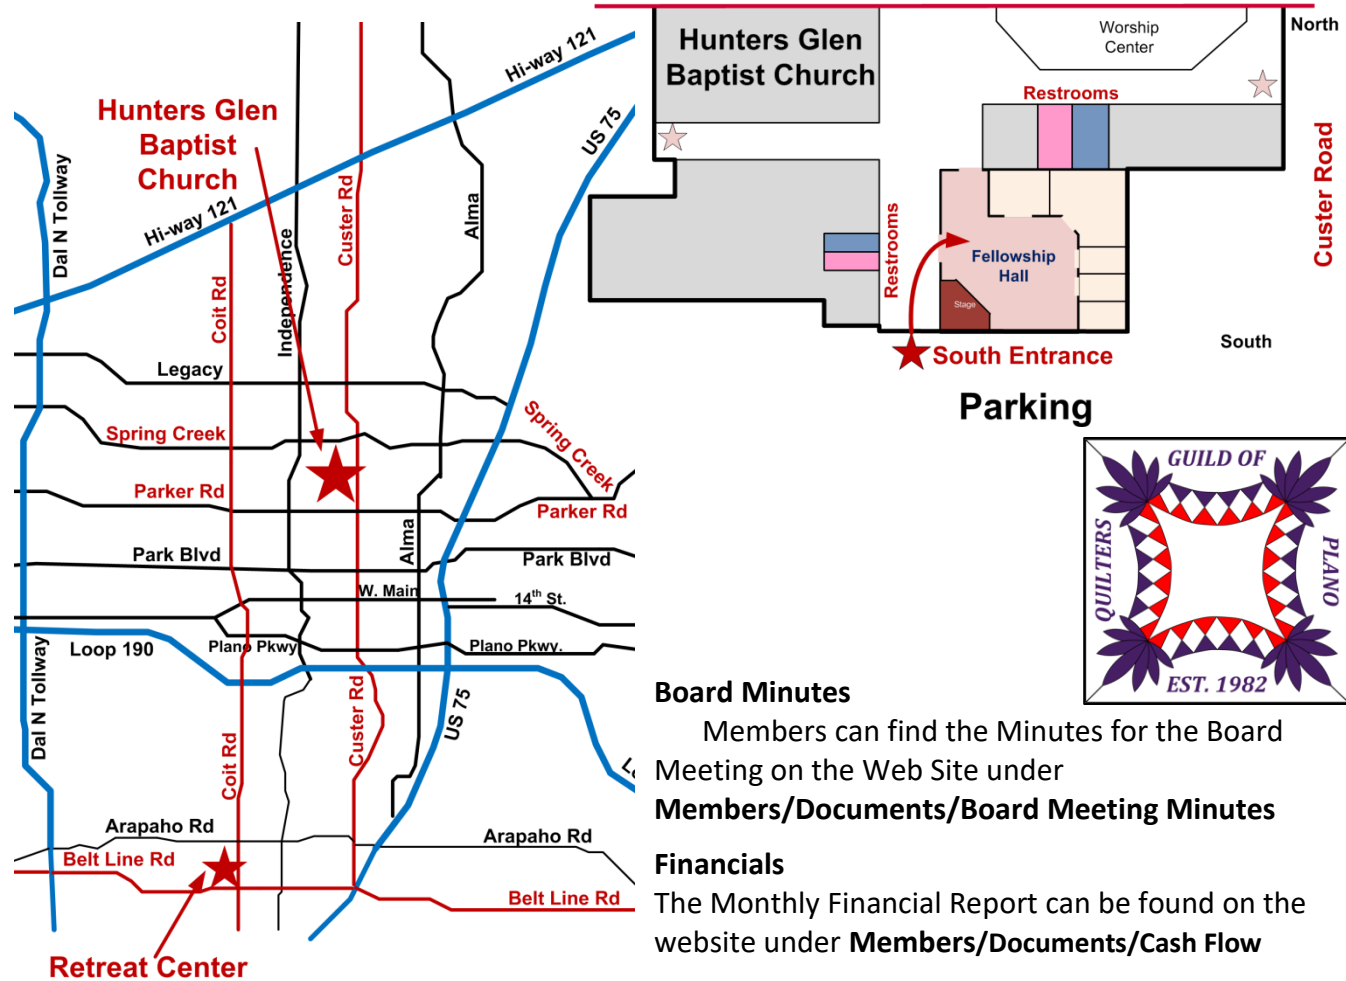 Hi-way 121
Hunters Glen
Baptist
Church
US 75
Dal N Tollway
Custer Rd
Alma
Hi-way 121
Independence
Coit Rd
Legacy
Spring Creek
Spring Creek
Parker Rd
Parker Rd
Alma
Park Blvd
Park Blvd
W. Main
14th St.
Plano Pkwy
Plano Pkwy.
Loop 190
Dal N Tollway
Custer Rd
US 75
Coit Rd
Arapaho Rd
Arapaho Rd
Belt Line Rd
Belt Line Rd
Retreat Center
Hunters Glen
Baptist Church
Worship
Center
North
Restrooms
Custer Road
Restrooms
Fellowship
Hall
Stage
South Entrance
South
Parking
GUILD OF
QUILTERS
PLANO
EST. 1982
Board Minutes
Members can find the Minutes for the Board
Meeting on the Web Site under
Members/Documents/Board Meeting Minutes
Financials
The Monthly Financial Report can be found on the
website under Members/Documents/Cash Flow